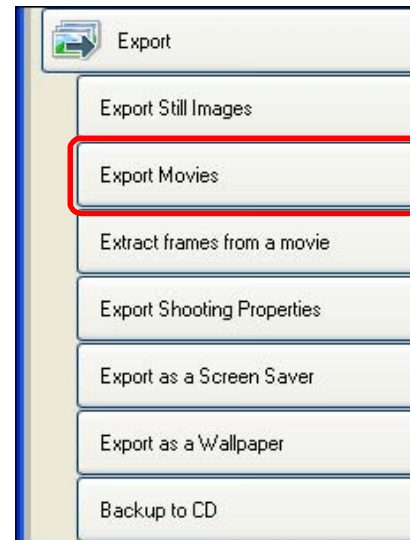 Export
Export Still Images
Export Movies
Extract frames from a movie
Export Shooting Properties
Export as a Screen Saver
Export as a Wallpaper
Backup to CD